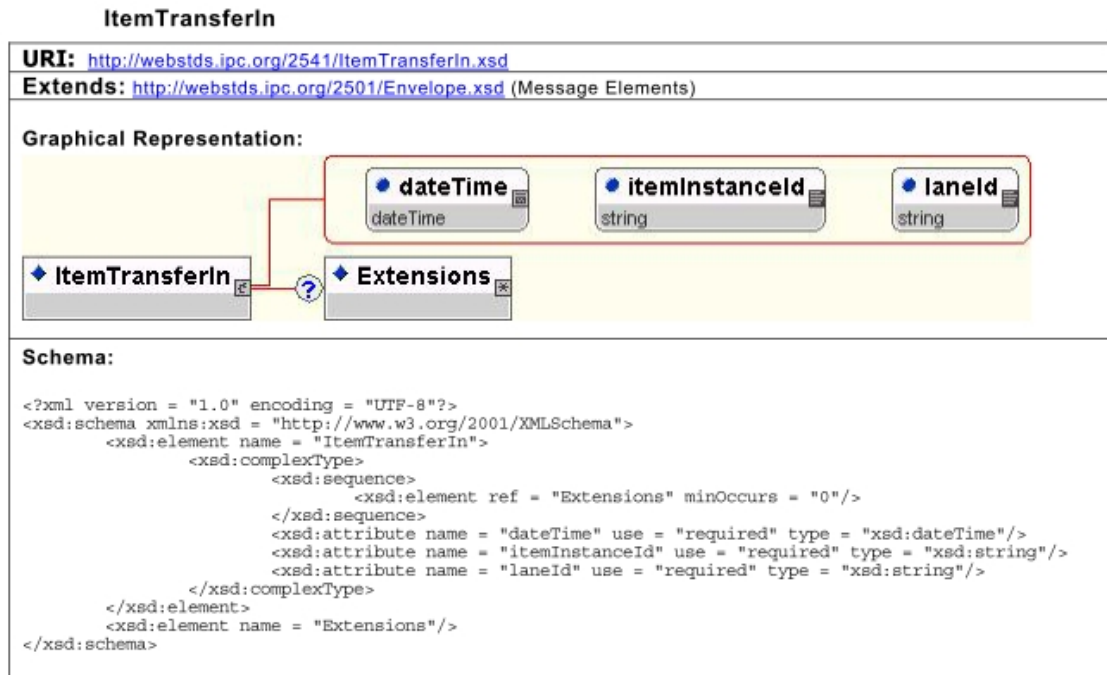 ItemTransferIn
URI: http://webstds.ipc.org/2541/ItemTransferIn.xsd
Extends: http://webstds.ipc.org/2501/Envelope.xsd (Message Elements)
Graphical Representation:
dateTime itemInstanceId laneId
dateTime string string
ItemTransferIn ? Extensions
Schema:
<?xml version = "1.0" encoding = "UTF-8"?>
<xsd:schema xmlns:xsd = "http://www.w3.org/2001/XMLSchema">
<xsd:element name = "ItemTransferIn">
<xsd:complexType>
<xsd:sequence>
<xsd:element ref = "Extensions" minOccurs = "0"/>
</xsd:sequence>
<xsd:attribute name = "dateTime" use = "required" type = "xsd:dateTime"/>
<xsd:attribute name = "itemInstanceId" use = "required" type = "xsd:string"/>
<xsd:attribute name = "laneId" use = "required" type = "xsd:string"/>
</xsd:complexType>
</xsd:element>
<xsd:element name = "Extensions"/>
</xsd:schema>